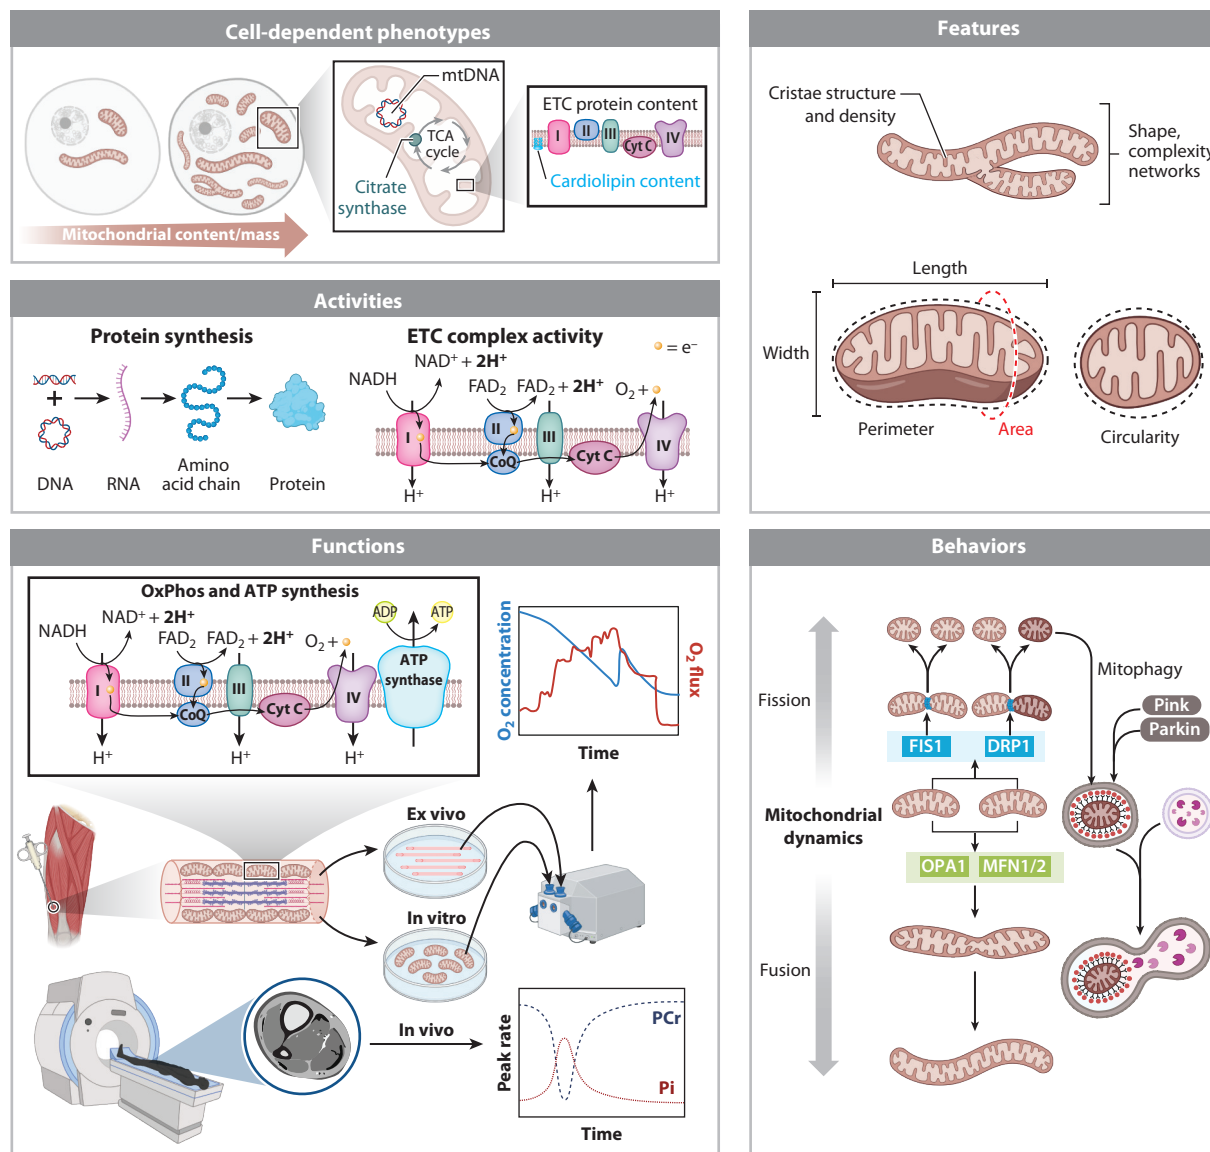 Cell-dependent phenotypes
mtDNA
TCA
cycle
Citrate
synthase
ETC protein content
I
II
III
Cyt C
IV
Cardiolipin content
Mitochondrial content/mass
Features
Cristae structure
and density
Shape,
complexity
networks
Length
Width
Perimeter
Area
Circularity
Activities
Protein synthesis
DNA
+
RNA
Amino
acid chain
Protein
ETC complex activity
= e⁻
NAD⁺ + 2H⁺
NADH
FAD₂
FAD₂ + 2H⁺
O₂ +
I
II
III
CoQ
Cyt C
IV
H⁺
H⁺
H⁺
Functions
OxPhos and ATP synthesis
NAD⁺ + 2H⁺
NADH
FAD₂
FAD₂ + 2H⁺
O₂ +
ADP
ATP
I
II
III
CoQ
Cyt C
IV
ATP
synthase
H⁺
H⁺
H⁺
O₂ concentration
O₂ flux
Time
Ex vivo
In vitro
In vivo
Peak rate
PCr
Pi
Time
Behaviors
Mitophagy
Fission
Pink
Parkin
FIS1
DRP1
Mitochondrial
dynamics
OPA1
MFN1/2
Fusion